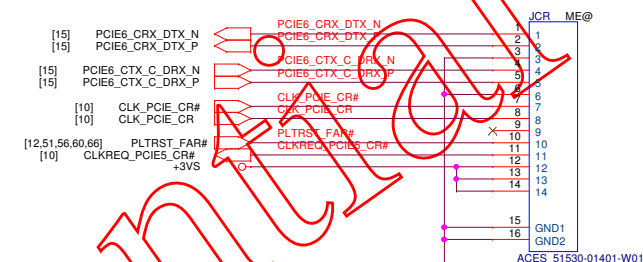 JCR ME@
[15] PCIE6_CRX_DTX_N PCIE6_CRX_DTX_N 1 1
[15] PCIE6_CRX_DTX_P PCIE6_CRX_DTX_P 2 2
3 3
[15] PCIE6_CTX_C_DRX_N PCIE6_CTX_C_DRX_N 4 4
[15] PCIE6_CTX_C_DRX_P PCIE6_CTX_C_DRX_P 5 5
6 6
[10] CLK_PCIE_CR# CLK_PCIE_CR# 7 7
[10] CLK_PCIE_CR CLK_PCIE_CR 8 8
9 9
[12,51,56,60,66] PLTRST_FAR# PLTRST_FAR# 10 10
[10] CLKREQ_PCIE5_CR# CLKREQ_PCIE5_CR# 11 11
+3VS 12 12
13 13
14 14
15 GND1
16 GND2
ACES_51530-01401-W01